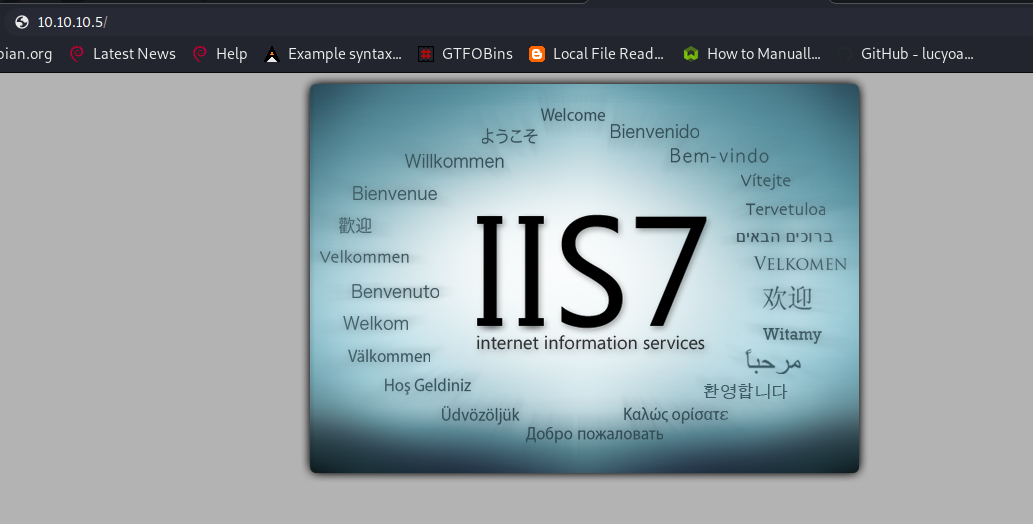 10.10.10.5/
bian.org Latest News Help Example syntax... GTFOBins Local File Read... How to Manuall... GitHub - lucyoa...
Welcome
ようこそ
Bienvenido
Willkommen
Bem-vindo
Vítejte
Bienvenue
Tervetuloa
歡迎
ברוכים הבאים
Velkommen
VELKOMEN
Benvenuto
欢迎
Welkom
Witamy
Välkommen
مرحباً
Hoş Geldiniz
환영합니다
Üdvözöljük
Καλώς ορίσατε
Добро пожаловать
IIS7
internet information services